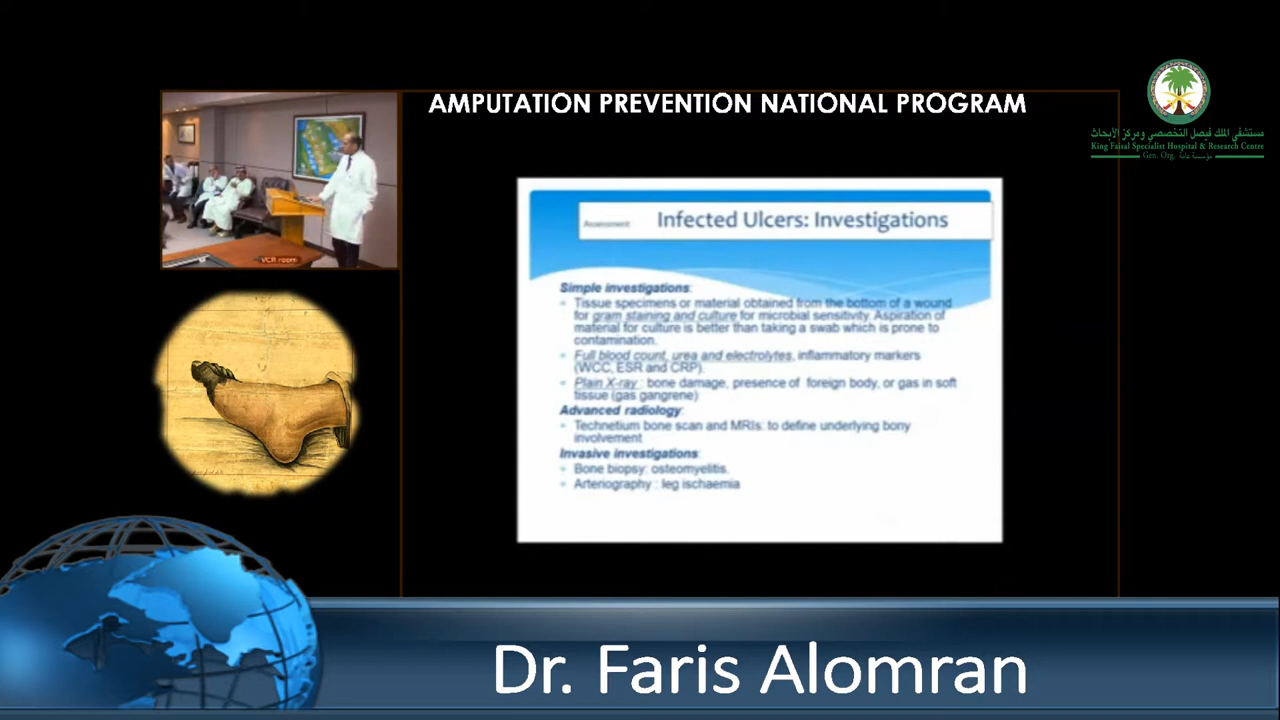 AMPUTATION PREVENTION NATIONAL PROGRAM
مستشفى الملك فيصل التخصصي ومركز الأبحاث
King Faisal Specialist Hospital & Research Centre
Gen. Org. مؤسسة عامة
VCR room
Assessment Infected Ulcers: Investigations
Simple investigations:
Tissue specimens or material obtained from the bottom of a wound
for gram staining and culture for microbial sensitivity. Aspiration of
material for culture is better than taking a swab which is prone to
contamination.
Full blood count, urea and electrolytes, inflammatory markers
(WCC, ESR and CRP).
Plain X-ray : bone damage, presence of foreign body, or gas in soft
tissue (gas gangrene)
Advanced radiology:
Technetium bone scan and MRIs: to define underlying bony
involvement
Invasive investigations:
Bone biopsy: osteomyelitis.
Arteriography : leg ischaemia
Dr. Faris Alomran